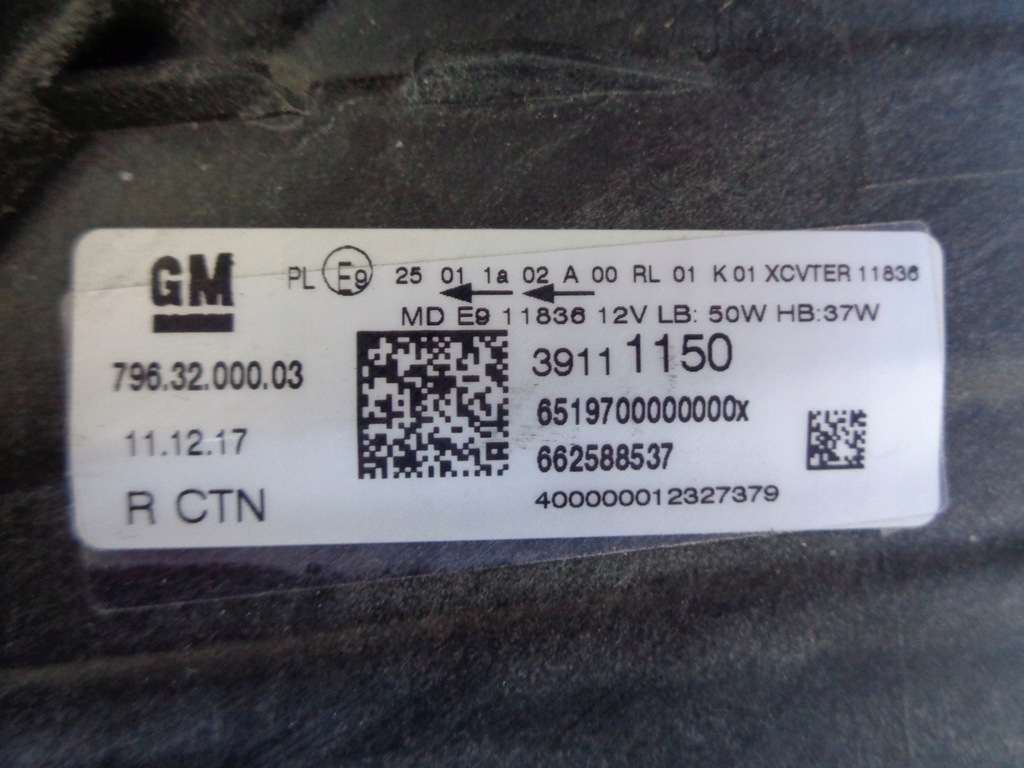 GM
PL E9 25 01 1a 02 A 00 RL 01 K 01 XCVTER 11836
MD E9 11836 12V LB: 50W HB:37W
796.32.000.03
39111150
11.12.17
6519700000000x
662588537
R CTN
400000012327379